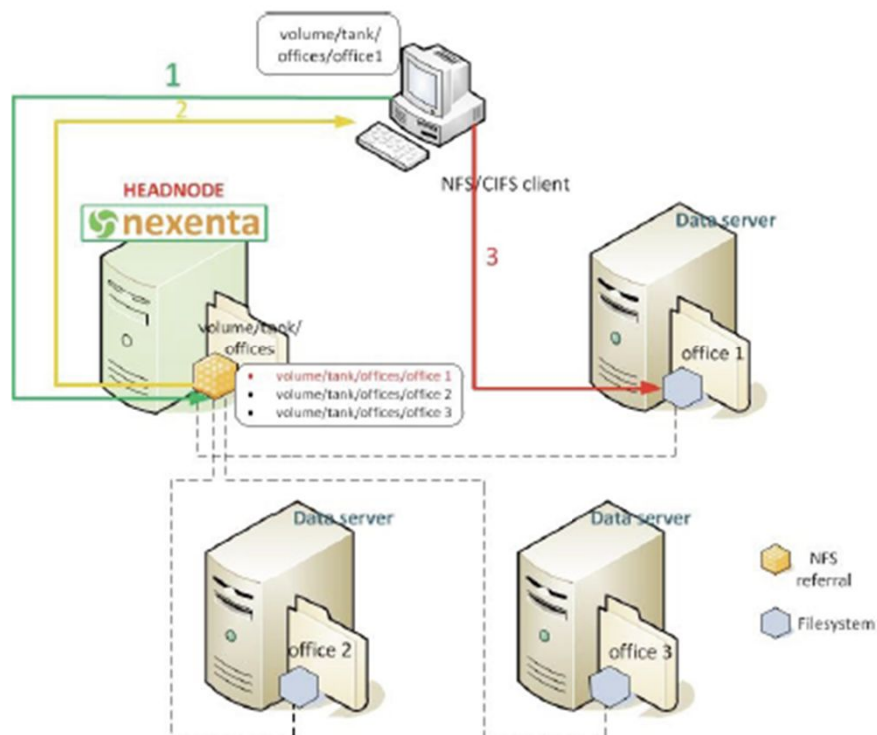 volume/tank/
offices/office1
1
2
NFS/CIFS client
HEADNODE
nexenta
Data server
3
volume/tank/
offices
office 1
• volume/tank/offices/office 1
• volume/tank/offices/office 2
• volume/tank/offices/office 3
Data server
Data server
NFS
referral
Filesystem
office 2
office 3